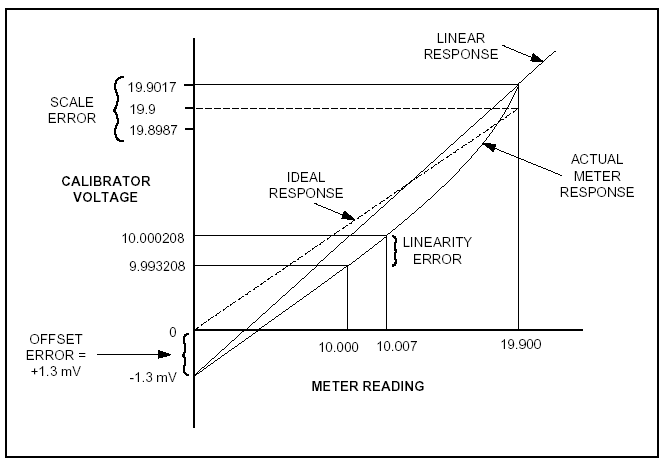 LINEAR
RESPONSE
19.9017
SCALE
ERROR
19.9
19.8987
IDEAL
RESPONSE
ACTUAL
METER
RESPONSE
CALIBRATOR
VOLTAGE
10.000208
LINEARITY
ERROR
9.993208
0
OFFSET
ERROR =
+1.3 mV
-1.3 mV
10.000
10.007
19.900
METER READING